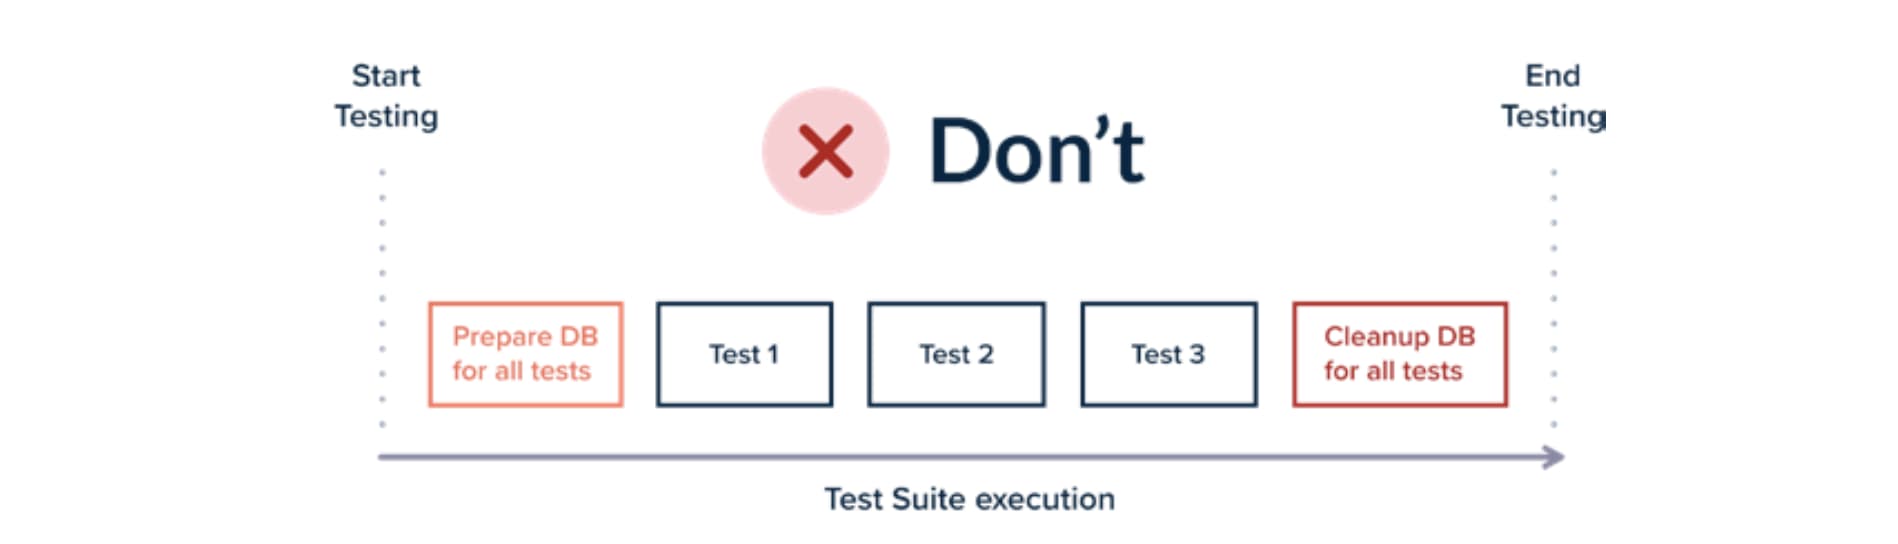 Start
Testing
Don't
End
Testing
Prepare DB
for all tests
Test 1
Test 2
Test 3
Cleanup DB
for all tests
Test Suite execution